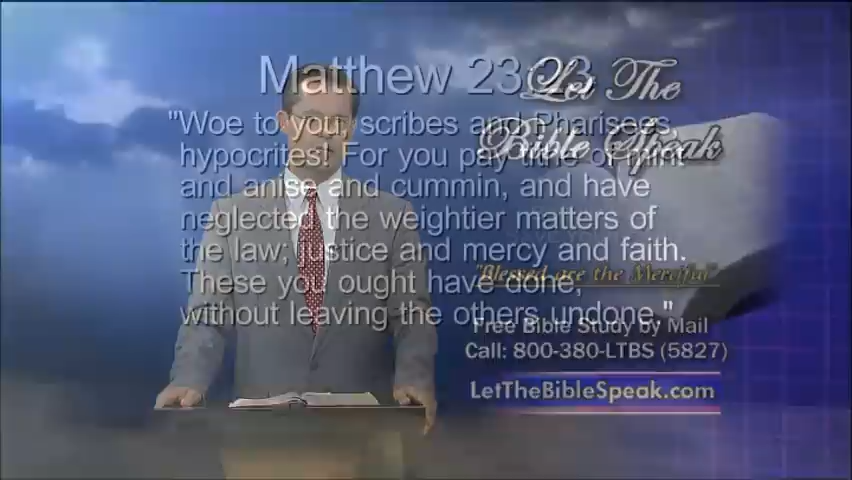 Matthew 23:23
"Woe to you, scribes and Pharisees,
hypocrites! For you pay tithe of mint
and anise and cummin, and have
neglected the weightier matters of
the law; justice and mercy and faith.
These you ought have done,
without leaving the others undone."
Let The
Bible Speak
"Blessed are the Merciful"
Free Bible Study by Mail
Call: 800-380-LTBS (5827)
LetTheBibleSpeak.com